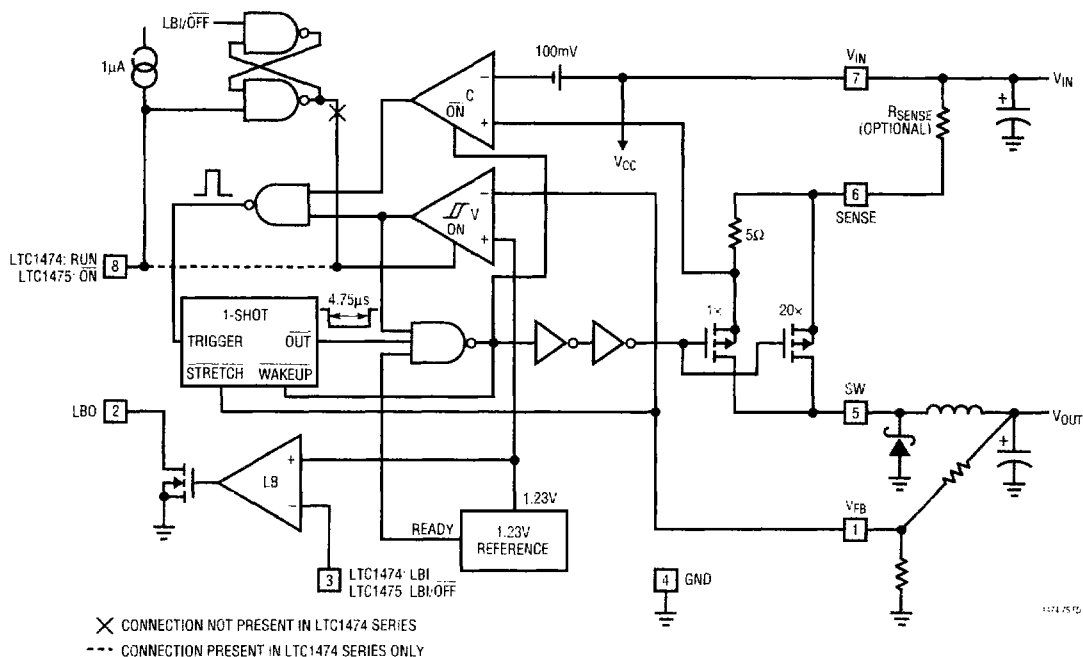 LBI/OFF
1µA
100mV
VIN
7
VIN
RSENSE
(OPTIONAL)
C
ON
–
+
VCC
6
SENSE
V
ON
–
+
5Ω
LTC1474: RUN
LTC1475: ON
8
4.75µs
1×
20×
1-SHOT
TRIGGER
OUT
STRETCH
WAKEUP
LBO
2
SW
5
VOUT
+
LB
–
+
+
1.23V
VFB
1
READY
1.23V
REFERENCE
3
LTC1474: LBI
LTC1475: LBI/OFF
4
GND
CONNECTION NOT PRESENT IN LTC1474 SERIES
CONNECTION PRESENT IN LTC1474 SERIES ONLY